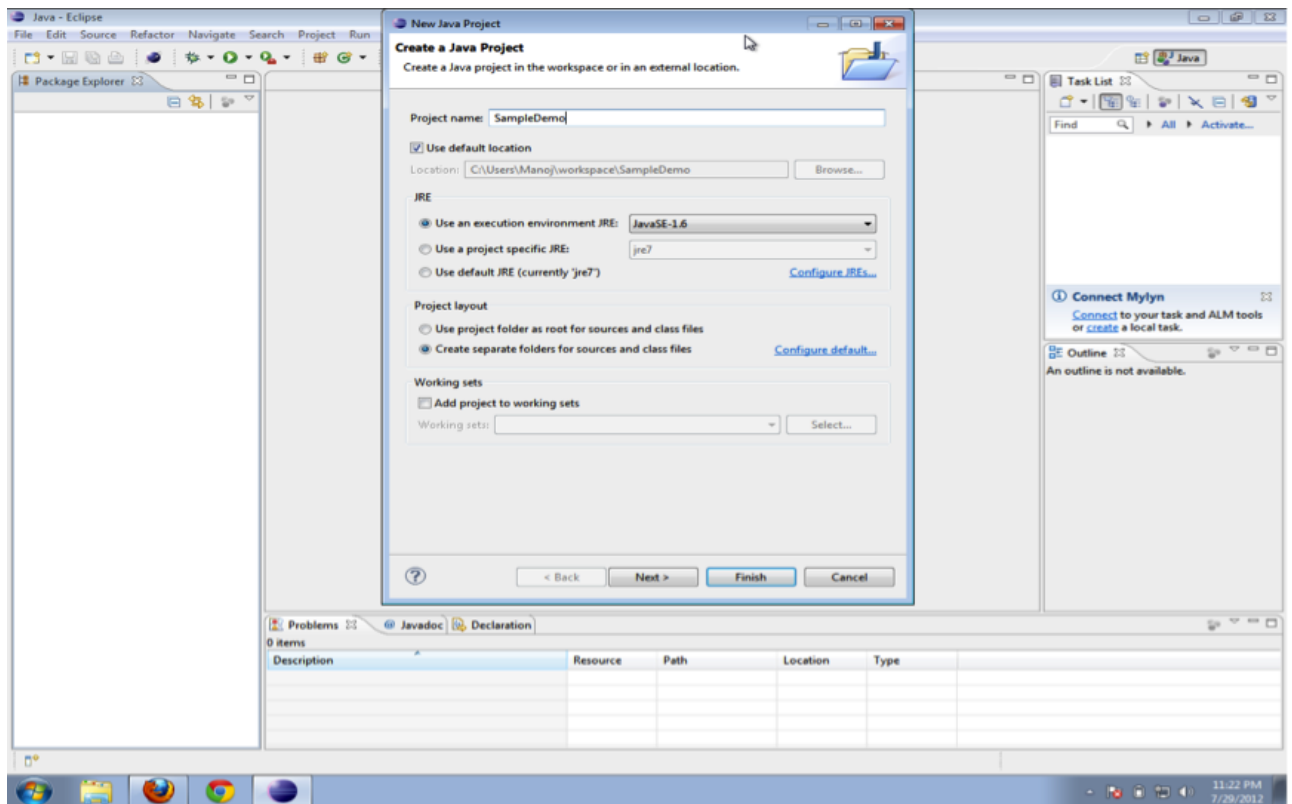 Java - Eclipse
File Edit Source Refactor Navigate Search Project Run
Java
Package Explorer
New Java Project
Create a Java Project
Create a Java project in the workspace or in an external location.
Project name: SampleDemo
Use default location
Location: C:\Users\Manoj\workspace\SampleDemo Browse...
JRE
Use an execution environment JRE: JavaSE-1.6
Use a project specific JRE: jre7
Use default JRE (currently 'jre7') Configure JREs...
Project layout
Use project folder as root for sources and class files
Create separate folders for sources and class files Configure default...
Working sets
Add project to working sets
Working sets: Select...
< Back Next > Finish Cancel
Task List
Find All Activate...
Connect Mylyn
Connect to your task and ALM tools
or create a local task.
Outline
An outline is not available.
Problems Javadoc Declaration
0 items
Description Resource Path Location Type
11:22 PM
7/29/2012